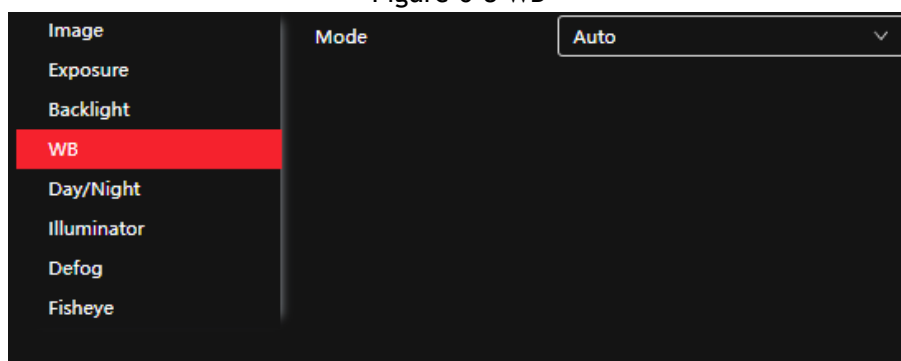 Image
Mode
Auto
Exposure
Backlight
WB
Day/Night
Illuminator
Defog
Fisheye